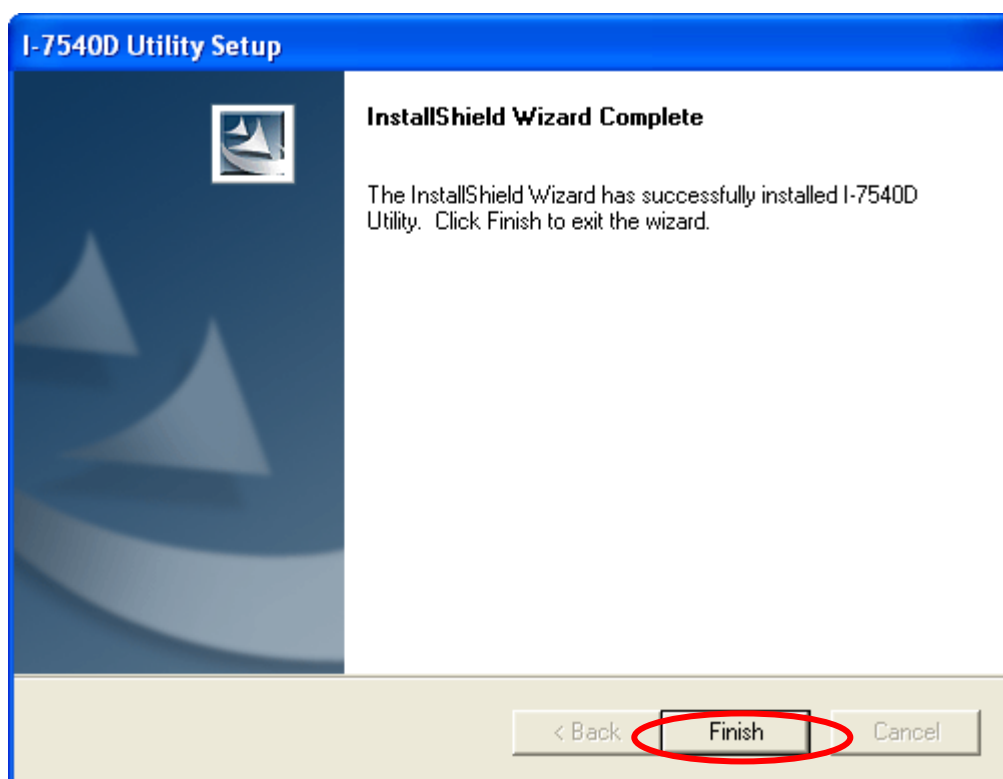 I-7540D Utility Setup
InstallShield Wizard Complete
The InstallShield Wizard has successfully installed I-7540D
Utility.  Click Finish to exit the wizard.
< Back Finish Cancel